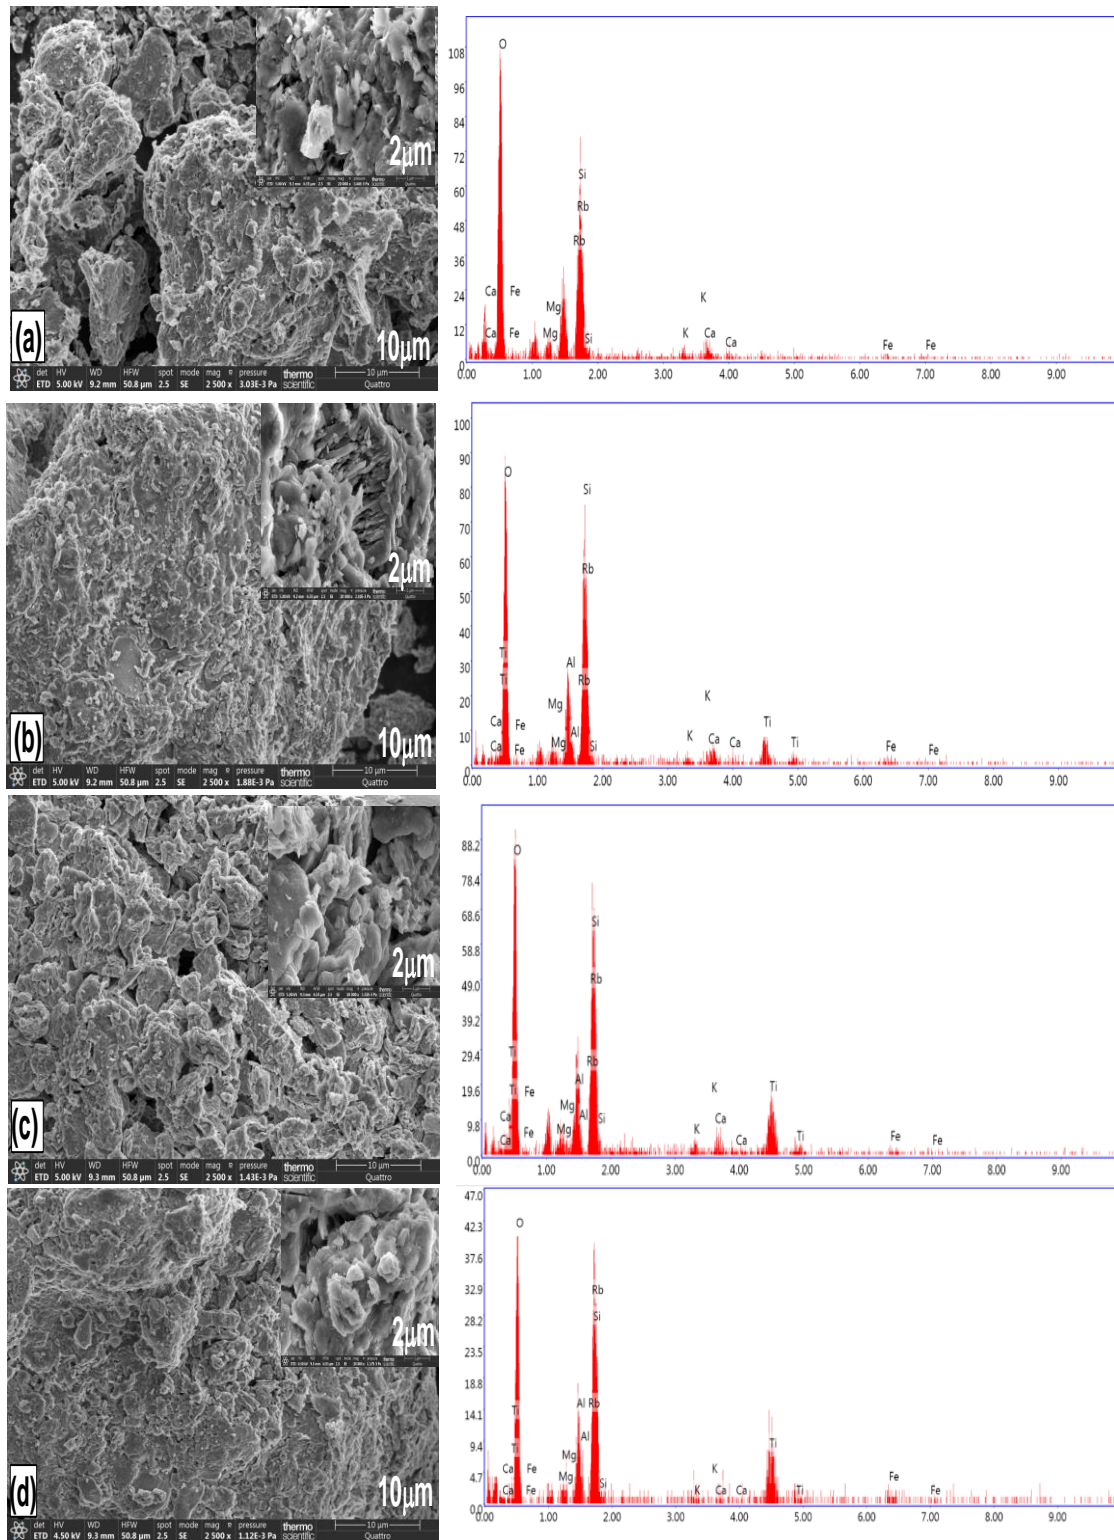 2μm
(a)
10μm
det HV WD HFW spot mode mag pressure
ETD 5.00 kV 9.2 mm 50.8 μm 2.5 SE 2 500 x 3.03E-3 Pa
thermo
scientific
10 μm
Quattro
108
96
84
72
60
48
36
24
12
0
O
Si
Rb
Rb
Ca
Fe
Mg
K
Ca
Fe
Mg
Si
K
Ca
Ca
Fe
Fe
0.00 1.00 2.00 3.00 4.00 5.00 6.00 7.00 8.00 9.00
2μm
(b)
10μm
det HV WD HFW spot mode mag pressure
ETD 5.00 kV 9.2 mm 50.8 μm 2.5 SE 2 500 x 1.88E-3 Pa
thermo
scientific
10 μm
Quattro
100
90
80
70
60
50
40
30
20
10
0
O
Si
Rb
Ti
Al
Ti
Rb
Mg
K
Ca
Fe
Al
K
Ca
Ca
Ti
Ca
Fe
Mg
Si
Ti
Fe
Fe
0.00 1.00 2.00 3.00 4.00 5.00 6.00 7.00 8.00 9.00
2μm
(c)
10μm
det HV WD HFW spot mode mag pressure
ETD 5.00 kV 9.3 mm 50.8 μm 2.5 SE 2 500 x 1.43E-3 Pa
thermo
scientific
10 μm
Quattro
88.2
78.4
68.6
58.8
49.0
39.2
29.4
19.6
9.8
0.0
O
Si
Rb
Ti
Rb
Ti
Fe
Al
K
Ti
Ca
Mg
Al
Si
Ca
Ca
Fe
Mg
K
Ca
Ti
Fe
Fe
0.00 1.00 2.00 3.00 4.00 5.00 6.00 7.00 8.00 9.00
2μm
(d)
10μm
det HV WD HFW spot mode mag pressure
ETD 4.50 kV 9.3 mm 50.8 μm 2.5 SE 2 500 x 1.12E-3 Pa
thermo
scientific
10 μm
Quattro
47.0
42.3
37.6
32.9
28.2
23.5
18.8
14.1
9.4
4.7
0.0
O
Rb
Si
Ti
Al
Rb
Ti
Al
Ti
Ca
Fe
Mg
K
Fe
Ca
Fe
Mg
Si
K
Ca
Ca
Ti
Fe
0.00 1.00 2.00 3.00 4.00 5.00 6.00 7.00 8.00 9.00